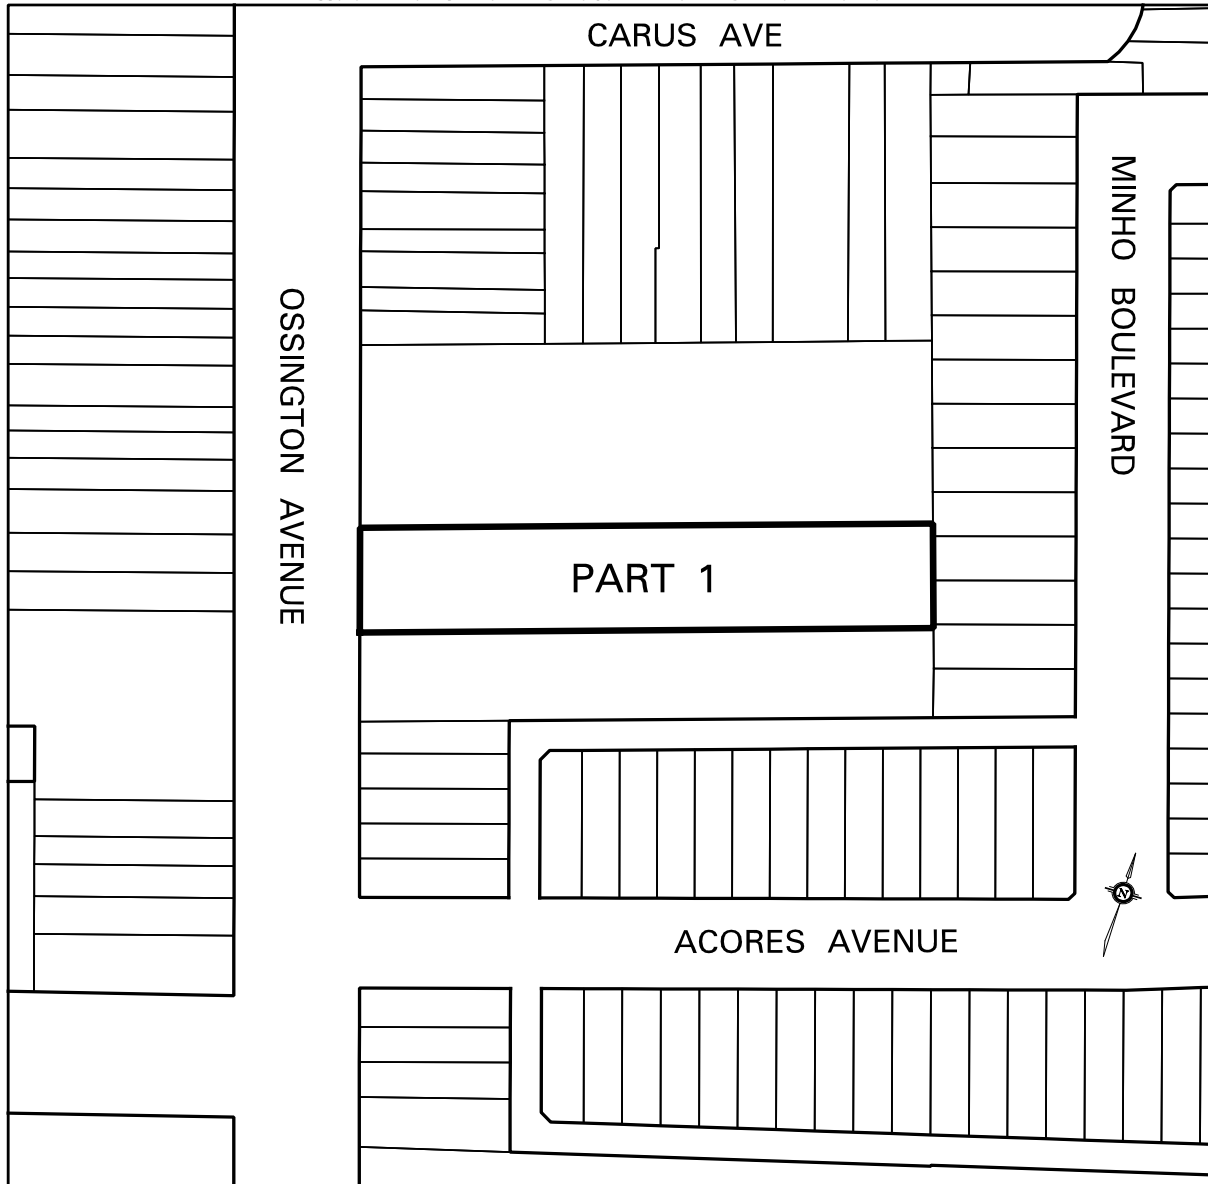 CARUS AVE
MINHO BOULEVARD
OSSINGTON AVENUE
PART 1
N
ACORES AVENUE